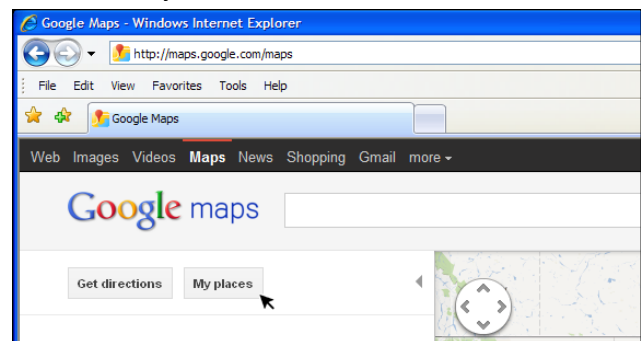 Google Maps - Windows Internet Explorer
http://maps.google.com/maps
File Edit View Favorites Tools Help
Google Maps
Web Images Videos Maps News Shopping Gmail more
Google maps
Get directions My places